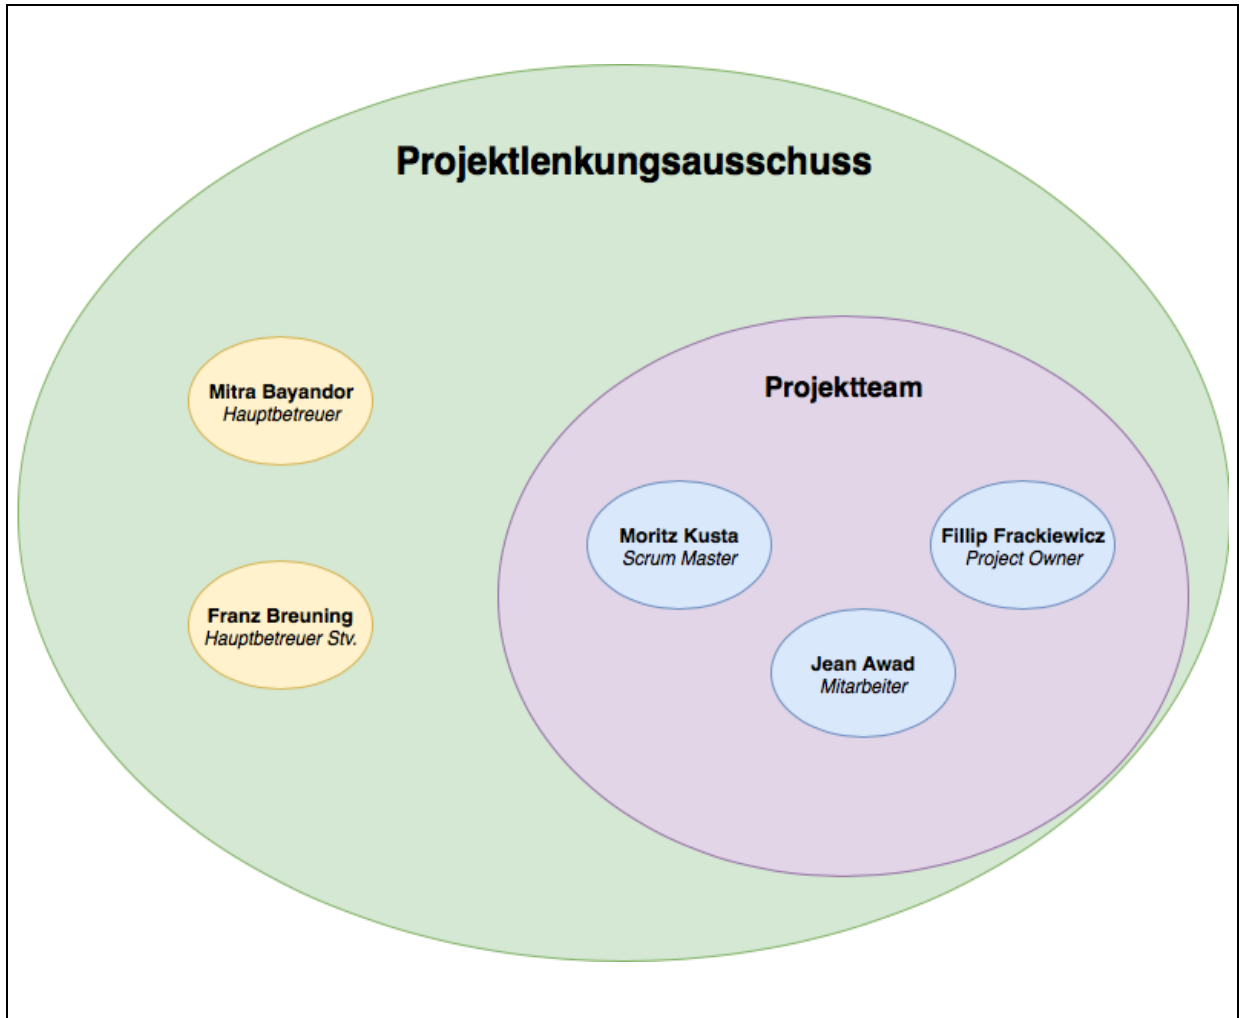 Projektlenkungsausschuss
Mitra Bayandor
Hauptbetreuer
Franz Breuning
Hauptbetreuer Stv.
Projektteam
Moritz Kusta
Scrum Master
Fillip Frackiewicz
Project Owner
Jean Awad
Mitarbeiter